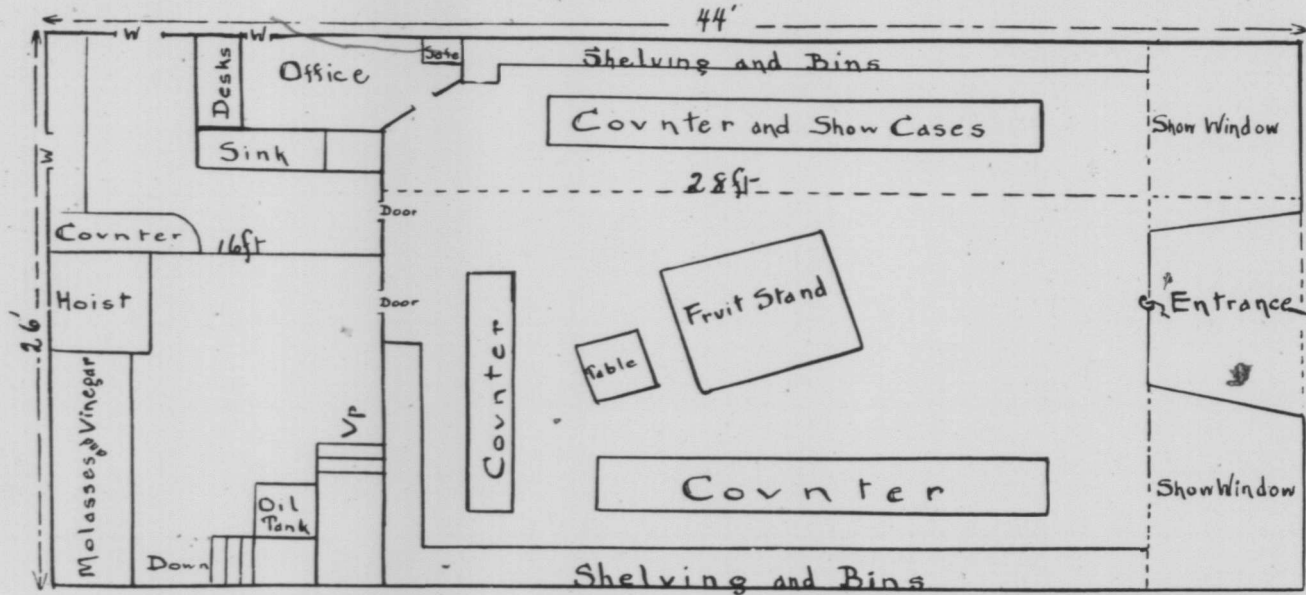 44'
W
W
Desks
Office
Safe
Shelving and Bins
Counter and Show Cases
Show Window
W
Sink
28ft
Door
Counter
16ft
Hoist
Door
Fruit Stand
Entrance
26'
Table
Counter
Molasses and Vinegar
Up
Counter
Show Window
Oil
Tank
Down
Shelving and Bins